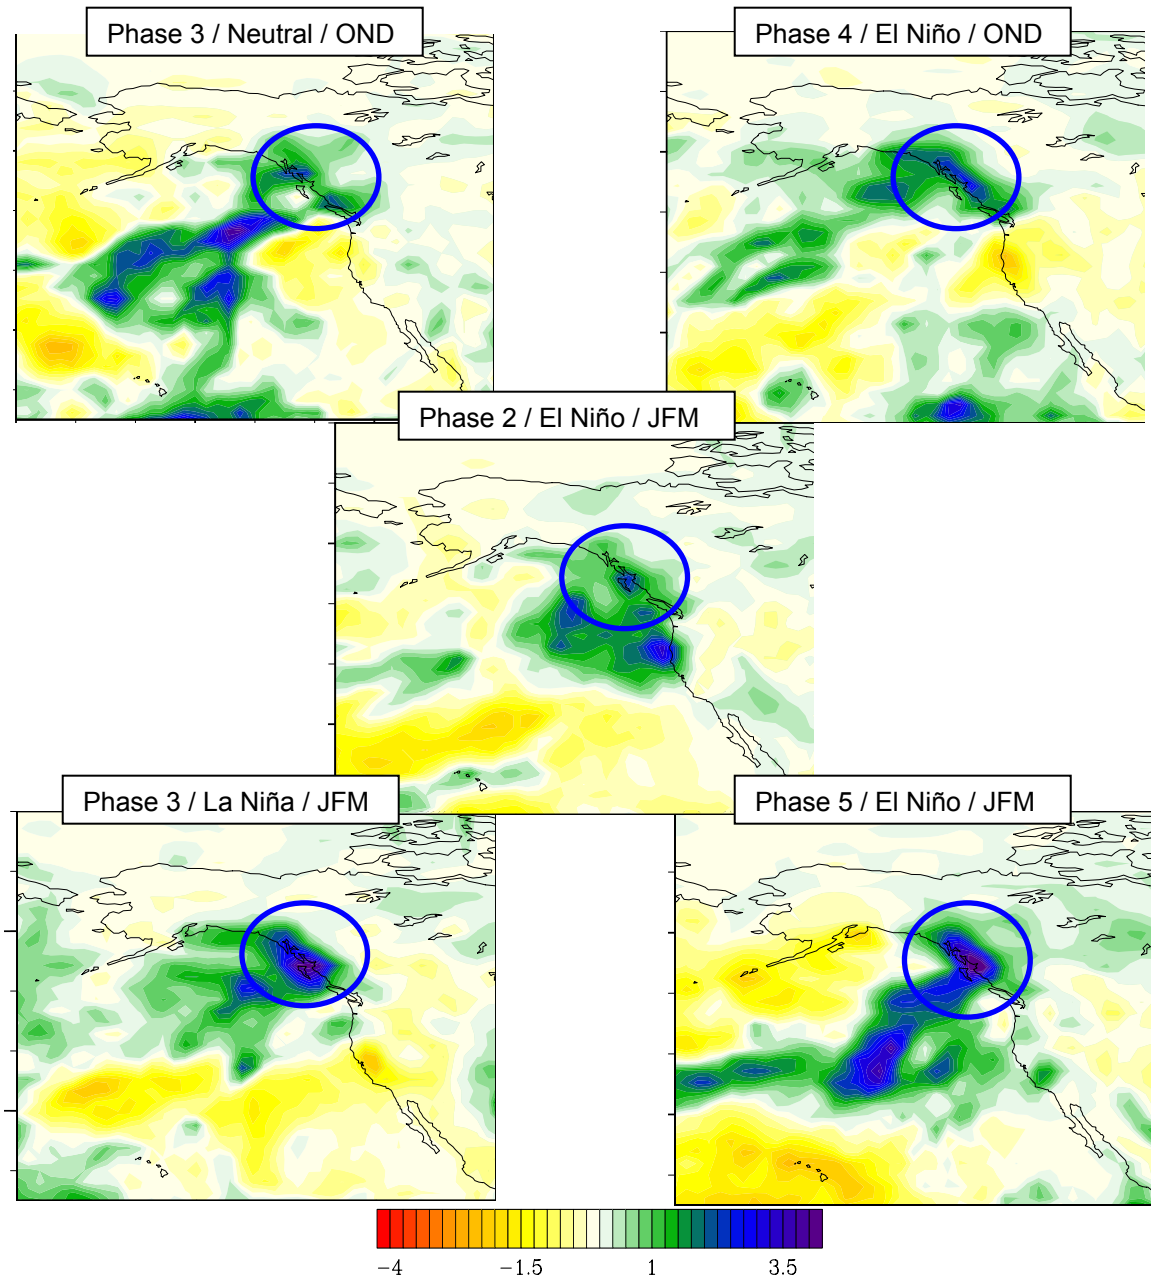 Phase 3 / Neutral / OND
Phase 4 / El Niño / OND
Phase 2 / El Niño / JFM
Phase 3 / La Niña / JFM
Phase 5 / El Niño / JFM
−4 −1.5 1 3.5